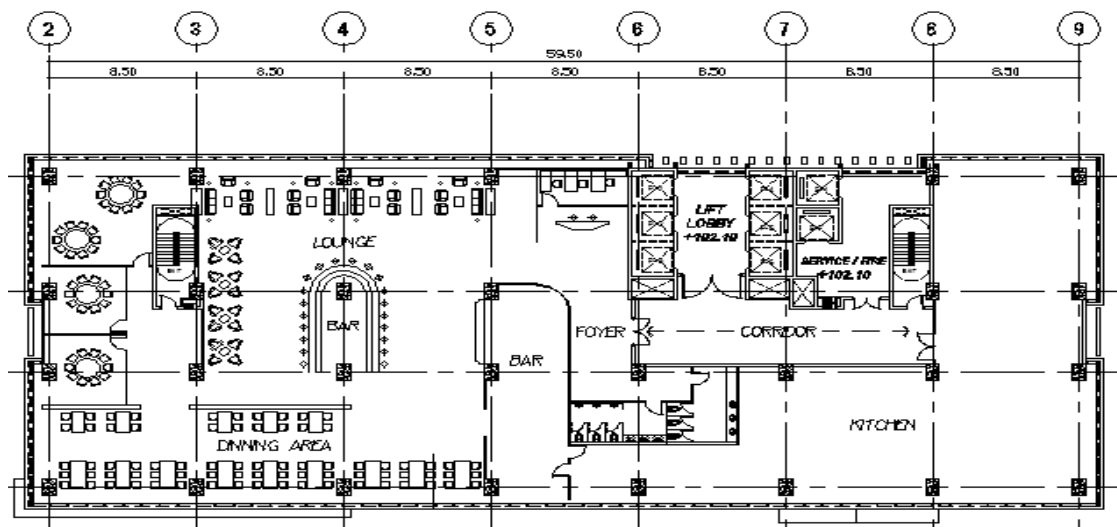 2 3 4 5 6 7 8 9
59.50
8.50 8.50 8.50 8.50 8.50 8.50 8.50
LOUNGE
LIFT
LOBBY
+102.10
SERVICE / FIRE
+102.10
BAR
FOYER
CORRIDOR
BAR
DINNING AREA
KITCHEN